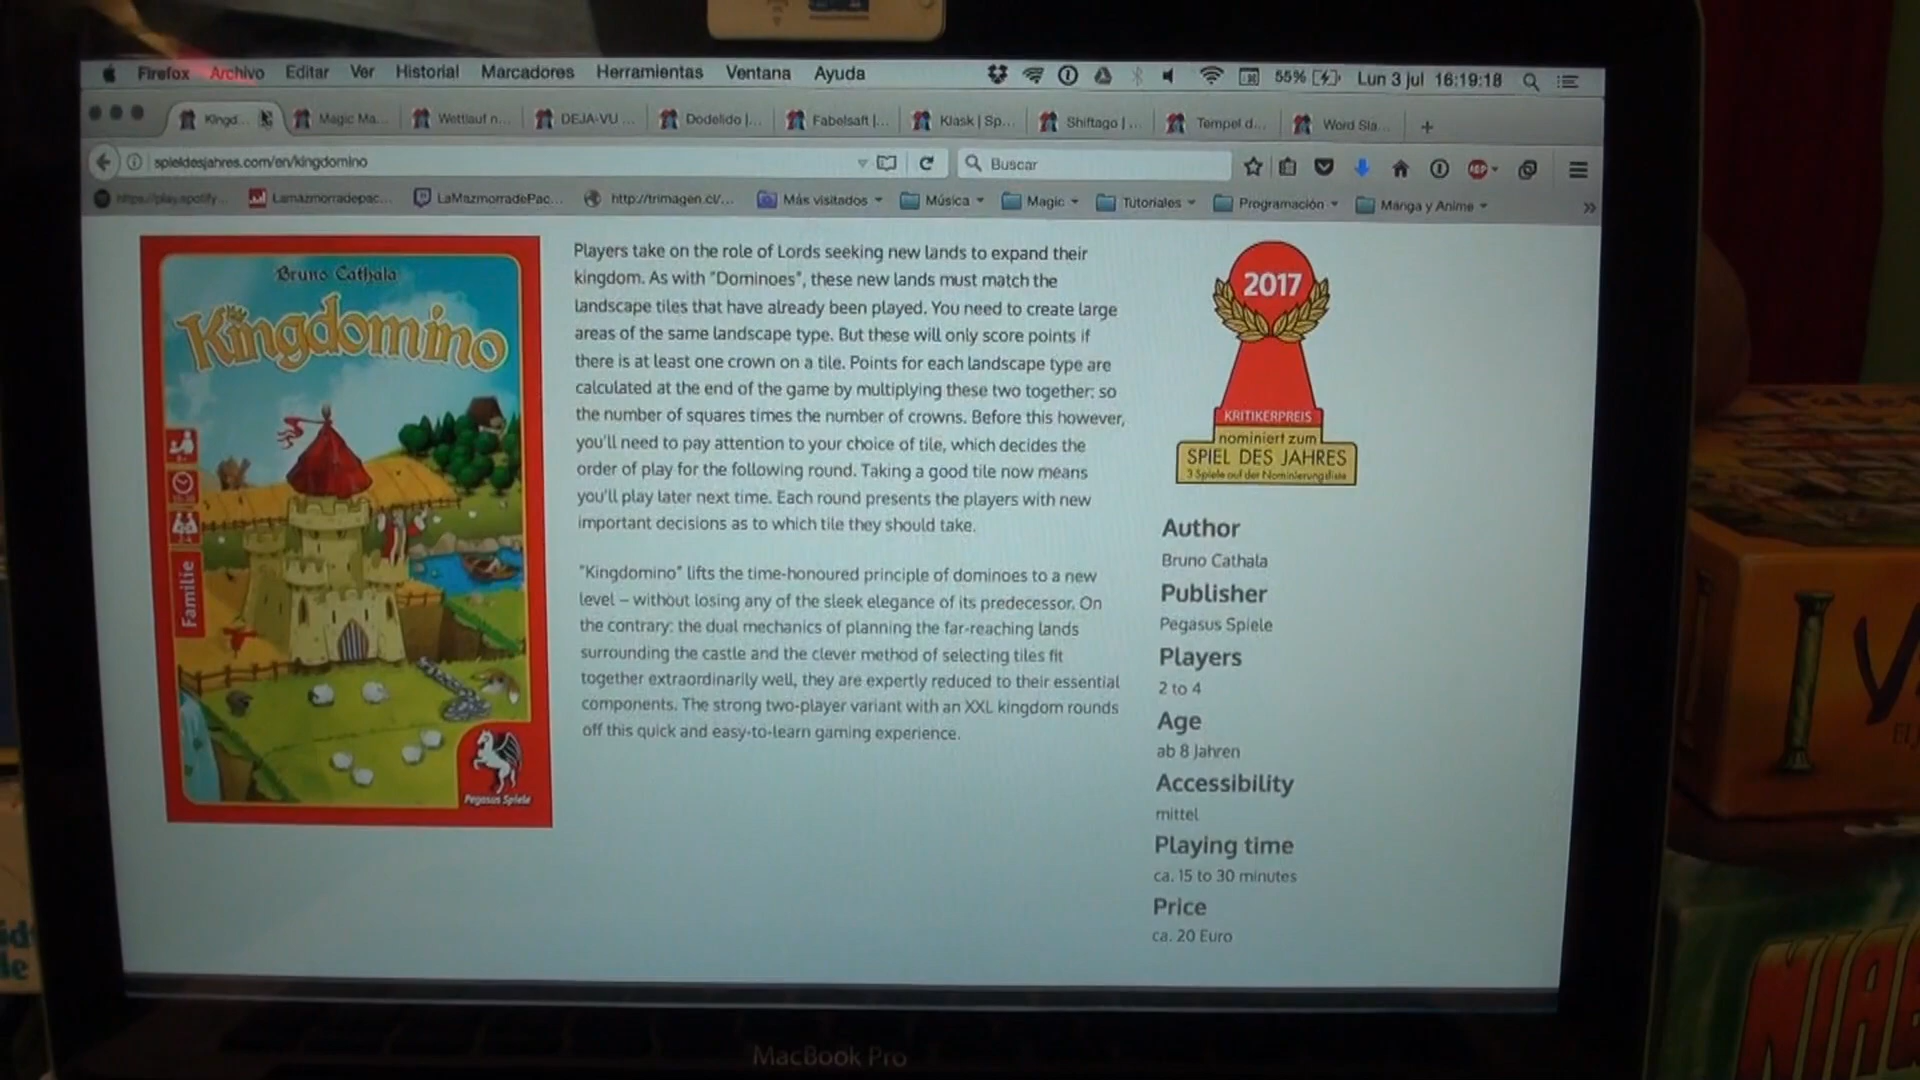 Firefox Archivo Editar Ver Historial Marcadores Herramientas Ventana Ayuda 55% Lun 3 jul 16:19:18
Kingd... Magic Ma... Wettlauf n... DEJA-VU ... Dodelido |... Fabelsaft |... Klask | Sp... Shiftago | ... Tempel d... Word Sla...
spieldesjahres.com/en/kingdomino Buscar
https://play.spotify... Lamazmorradepac... LaMazmorradePac... http://trimagen.cl/... Más visitados Música Magic Tutoriales Programación Manga y Anime
Bruno Cathala
Kingdomino
Familie
Pegasus Spiele
Players take on the role of Lords seeking new lands to expand their
kingdom. As with "Dominoes", these new lands must match the
landscape tiles that have already been played. You need to create large
areas of the same landscape type. But these will only score points if
there is at least one crown on a tile. Points for each landscape type are
calculated at the end of the game by multiplying these two together: so
the number of squares times the number of crowns. Before this however,
you'll need to pay attention to your choice of tile, which decides the
order of play for the following round. Taking a good tile now means
you'll play later next time. Each round presents the players with new
important decisions as to which tile they should take.
"Kingdomino" lifts the time-honoured principle of dominoes to a new
level – without losing any of the sleek elegance of its predecessor. On
the contrary: the dual mechanics of planning the far-reaching lands
surrounding the castle and the clever method of selecting tiles fit
together extraordinarily well, they are expertly reduced to their essential
components. The strong two-player variant with an XXL kingdom rounds
off this quick and easy-to-learn gaming experience.
2017
KRITIKERPREIS
nominiert zum
SPIEL DES JAHRES
3 Spiele auf der Nominierungsliste
Author
Bruno Cathala
Publisher
Pegasus Spiele
Players
2 to 4
Age
ab 8 Jahren
Accessibility
mittel
Playing time
ca. 15 to 30 minutes
Price
ca. 20 Euro
MacBook Pro